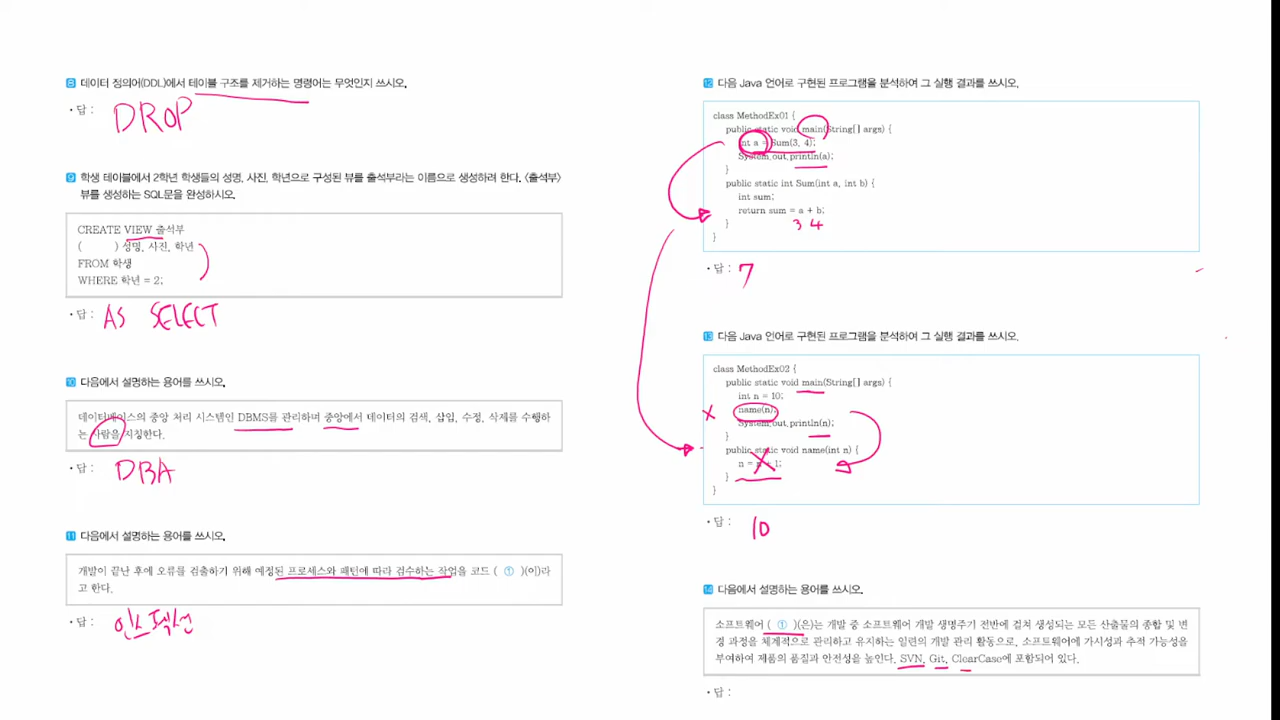 8 데이터 정의어(DDL)에서 테이블 구조를 제거하는 명령어는 무엇인지 쓰시오.
• 답 : DROP
9 학생 테이블에서 2학년 학생들의 성명, 사진, 학년으로 구성된 뷰를 출석부라는 이름으로 생성하려 한다. 〈출석부〉
뷰를 생성하는 SQL문을 완성하시오.
CREATE VIEW 출석부
( ) 성명, 사진, 학년
FROM 학생
WHERE 학년 = 2;
• 답 : AS SELECT
10 다음에서 설명하는 용어를 쓰시오.
데이터베이스의 중앙 처리 시스템인 DBMS를 관리하며 중앙에서 데이터의 검색, 삽입, 수정, 삭제를 수행하
는 사람을 지칭한다.
• 답 : DBA
11 다음에서 설명하는 용어를 쓰시오.
개발이 끝난 후에 오류를 검출하기 위해 예정된 프로세스와 패턴에 따라 검수하는 작업을 코드 ( ① )(이)라
고 한다.
• 답 : 인스펙션
12 다음 Java 언어로 구현된 프로그램을 분석하여 그 실행 결과를 쓰시오.
class MethodEx01 {
public static void main(String[] args) {
int a = Sum(3, 4);
System.out.println(a);
}
public static int Sum(int a, int b) {
int sum;
return sum = a + b;
3 4
}
}
• 답 : 7
13 다음 Java 언어로 구현된 프로그램을 분석하여 그 실행 결과를 쓰시오.
class MethodEx02 {
public static void main(String[] args) {
int n = 10;
name(n);
System.out.println(n);
}
public static void name(int n) {
n = n + 1;
}
}
• 답 : 10
14 다음에서 설명하는 용어를 쓰시오.
소프트웨어 ( ① )(은)는 개발 중 소프트웨어 개발 생명주기 전반에 걸쳐 생성되는 모든 산출물의 종합 및 변
경 과정을 체계적으로 관리하고 유지하는 일련의 개발 관리 활동으로, 소프트웨어에 가시성과 추적 가능성을
부여하여 제품의 품질과 안전성을 높인다. SVN, Git, ClearCase에 포함되어 있다.
• 답 :